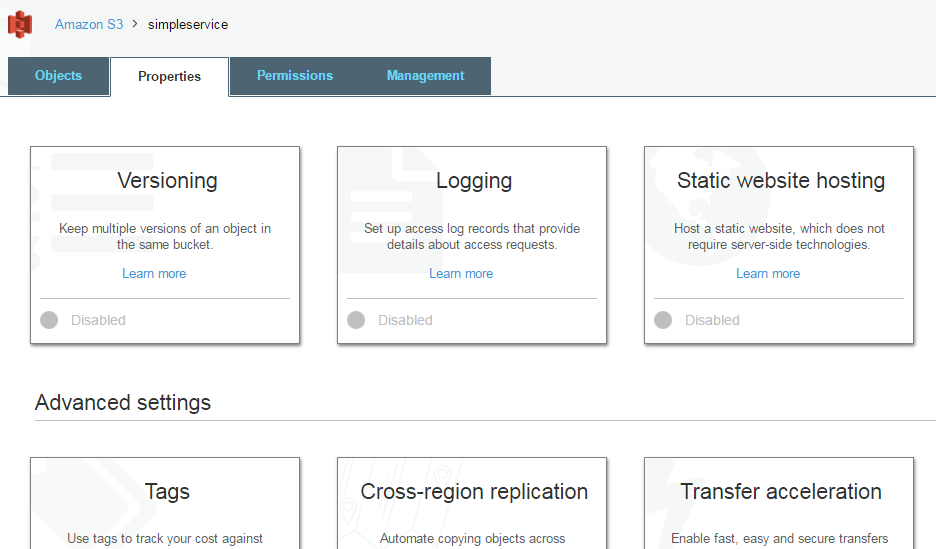 Amazon S3 > simpleservice
Objects Properties Permissions Management
Versioning
Keep multiple versions of an object in
the same bucket.
Learn more
Disabled
Logging
Set up access log records that provide
details about access requests.
Learn more
Disabled
Static website hosting
Host a static website, which does not
require server-side technologies.
Learn more
Disabled
Advanced settings
Tags
Use tags to track your cost against
Cross-region replication
Automate copying objects across
Transfer acceleration
Enable fast, easy and secure transfers